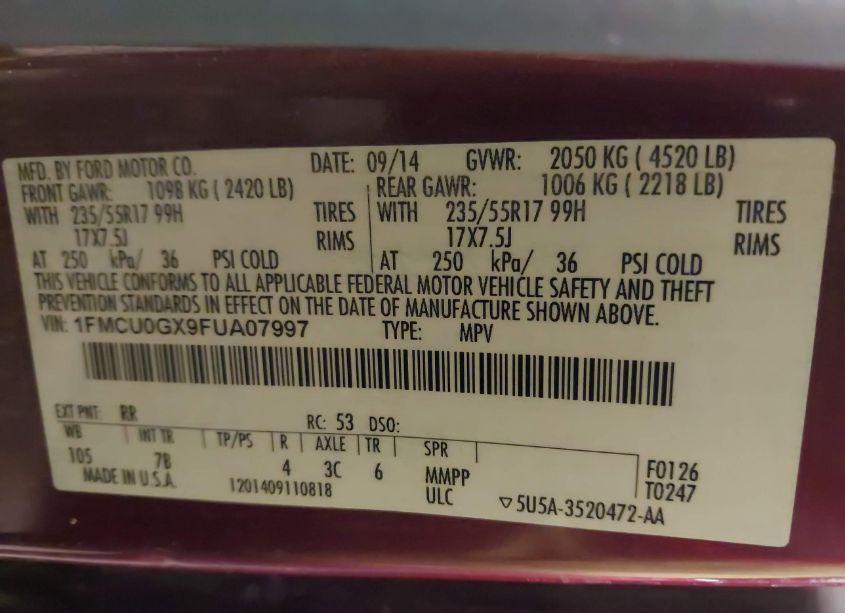 MFD. BY FORD MOTOR CO. DATE: 09/14 GVWR: 2050 KG ( 4520 LB)
FRONT GAWR: 1098 KG ( 2420 LB) REAR GAWR: 1006 KG ( 2218 LB)
WITH 235/55R17 99H TIRES WITH 235/55R17 99H TIRES
17X7.5J RIMS 17X7.5J RIMS
AT 250 kPa/ 36 PSI COLD AT 250 kPa/ 36 PSI COLD
THIS VEHICLE CONFORMS TO ALL APPLICABLE FEDERAL MOTOR VEHICLE SAFETY AND THEFT
PREVENTION STANDARDS IN EFFECT ON THE DATE OF MANUFACTURE SHOWN ABOVE.
VIN: 1FMCU0GX9FUA07997 TYPE: MPV
EXT PNT: RR RC: 53 DSO:
WB INT TR TP/PS R AXLE TR SPR
105 7B 4 3C 6 MMPP F0126
MADE IN U.S.A. 1201409110818 ULC T0247
▽5U5A-3520472-AA